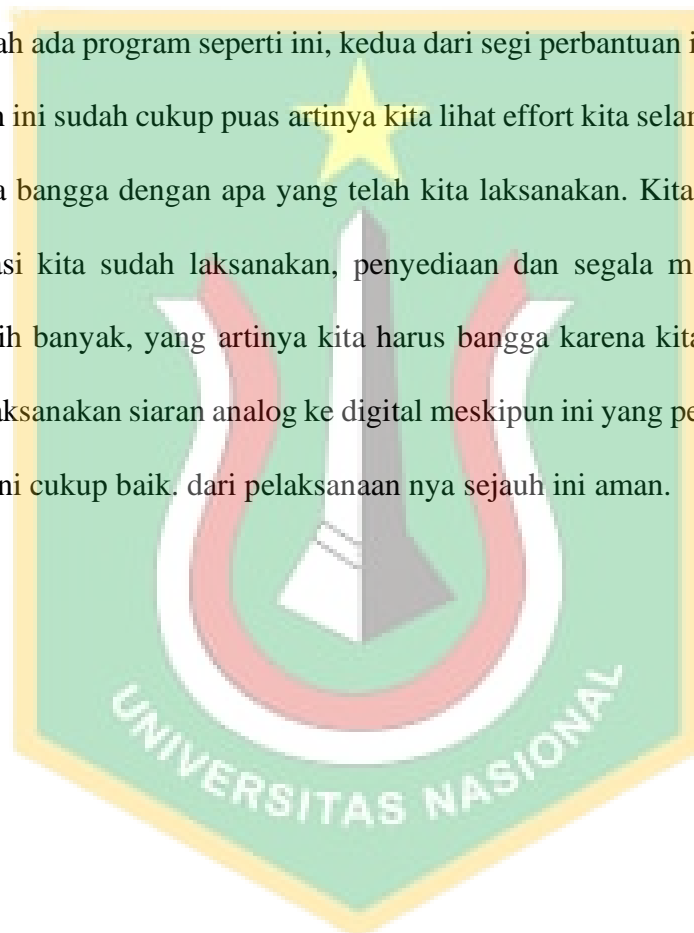 ah ada program seperti ini, kedua dari segi perbantuan i
ini sudah cukup puas artinya kita lihat effort kita selam
a bangga dengan apa yang telah kita laksanakan. Kita
asi kita sudah laksanakan, penyediaan dan segala m
ih banyak, yang artinya kita harus bangga karena kita
aksanakan siaran analog ke digital meskipun ini yang pe
ni cukup baik. dari pelaksanaan nya sejauh ini aman.
UNIVERSITAS NASIONAL